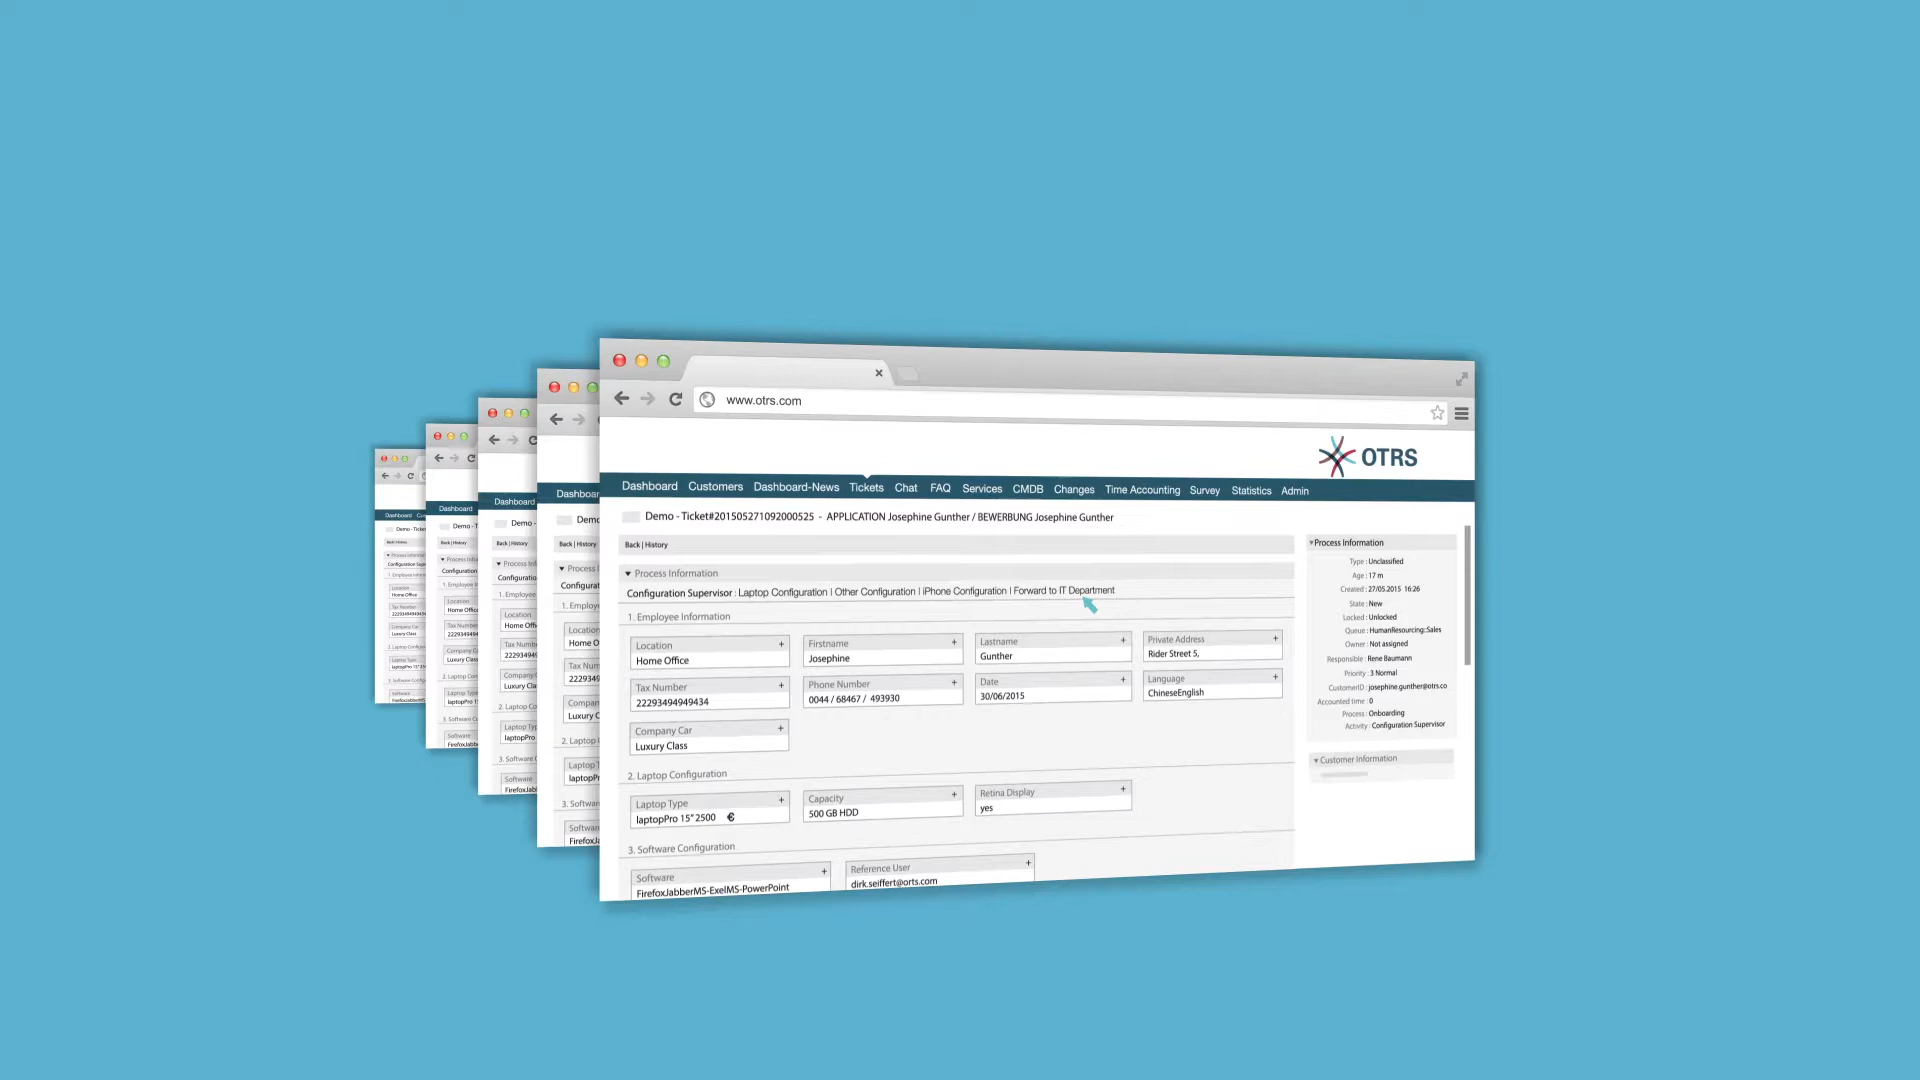 www.otrs.com
OTRS
Dashboard Customers Dashboard-News Tickets Chat FAQ Services CMDB Changes Time Accounting Survey Statistics Admin
Demo - Ticket#201505271092000525 - APPLICATION Josephine Gunther / BEWERBUNG Josephine Gunther
Back | History
Process Information
Configuration Supervisor : Laptop Configuration | Other Configuration | iPhone Configuration | Forward to IT Department
1. Employee Information
Location + Firstname + Lastname + Private Address +
Home Office Josephine Gunther Rider Street 5,
Tax Number + Phone Number + Date + Language +
22293494949434 0044 / 68467 / 493930 30/06/2015 ChineseEnglish
Company Car +
Luxury Class
2. Laptop Configuration
Laptop Type + Capacity + Retina Display +
laptopPro 15" 2500 € 500 GB HDD yes
3. Software Configuration
Software + Reference User +
FirefoxJabberMS-ExelMS-PowerPoint dirk.seiffert@orts.com
Process Information
Type : Unclassified
Age : 17 m
Created : 27/05.2015 16:26
State : New
Locked : Unlocked
Queue : HumanResourcing::Sales
Owner : Not assigned
Responsible : Rene Baumann
Priority : 3 Normal
CustomerID : josephine.gunther@otrs.co
Accounted time : 0
Process : Onboarding
Activity : Configuration Supervisor
Customer Information